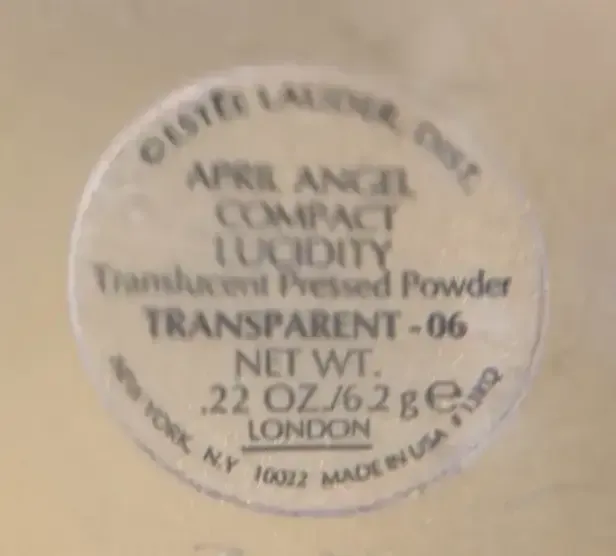 ©ESTÉE LAUDER, DIST.
APRIL ANGEL
COMPACT
LUCIDITY
Translucent Pressed Powder
TRANSPARENT - 06
NET WT.
.22 OZ./6.2 g ℮
LONDON
NEW YORK, N.Y 10022 MADE IN USA